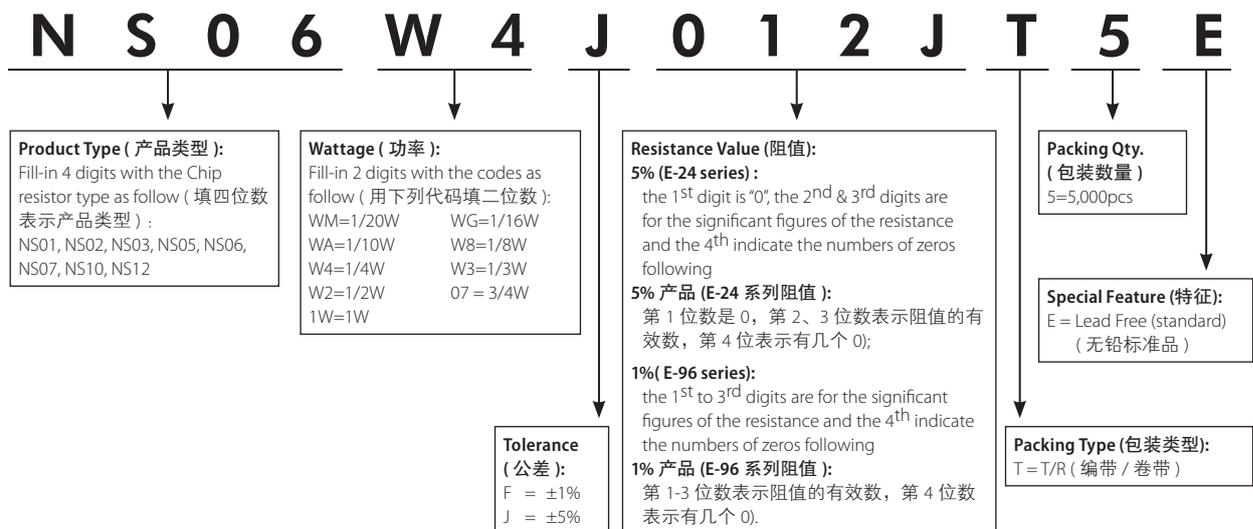 N S 0 6 W 4 J 0 1 2 J T 5 E
Product Type ( 产品类型 ):
Fill-in 4 digits with the Chip
resistor type as follow ( 填四位数
表示产品类型 ) :
NS01, NS02, NS03, NS05, NS06,
NS07, NS10, NS12
Wattage ( 功率 ):
Fill-in 2 digits with the codes as
follow ( 用下列代码填二位数 ):
WM=1/20W WG=1/16W
WA=1/10W W8=1/8W
W4=1/4W W3=1/3W
W2=1/2W 07 = 3/4W
1W=1W
Tolerance
( 公差 ):
F = ±1%
J = ±5%
Resistance Value (阻值):
5% (E-24 series) :
the 1st digit is “0”, the 2nd & 3rd digits are
for the significant figures of the resistance
and the 4th indicate the numbers of zeros
following
5% 产品 (E-24 系列阻值 ):
第 1 位数是 0，第 2、3 位数表示阻值的有
效数，第 4 位表示有几个 0);
1%( E-96 series):
the 1st to 3rd digits are for the significant
figures of the resistance and the 4th indicate
the numbers of zeros following
1% 产品 (E-96 系列阻值 ):
第 1-3 位数表示阻值的有效数，第 4 位数
表示有几个 0).
Packing Type (包装类型):
T = T/R ( 编带 / 卷带 )
Packing Qty.
( 包装数量 )
5=5,000pcs
Special Feature (特征):
E = Lead Free (standard)
( 无铅标准品 )